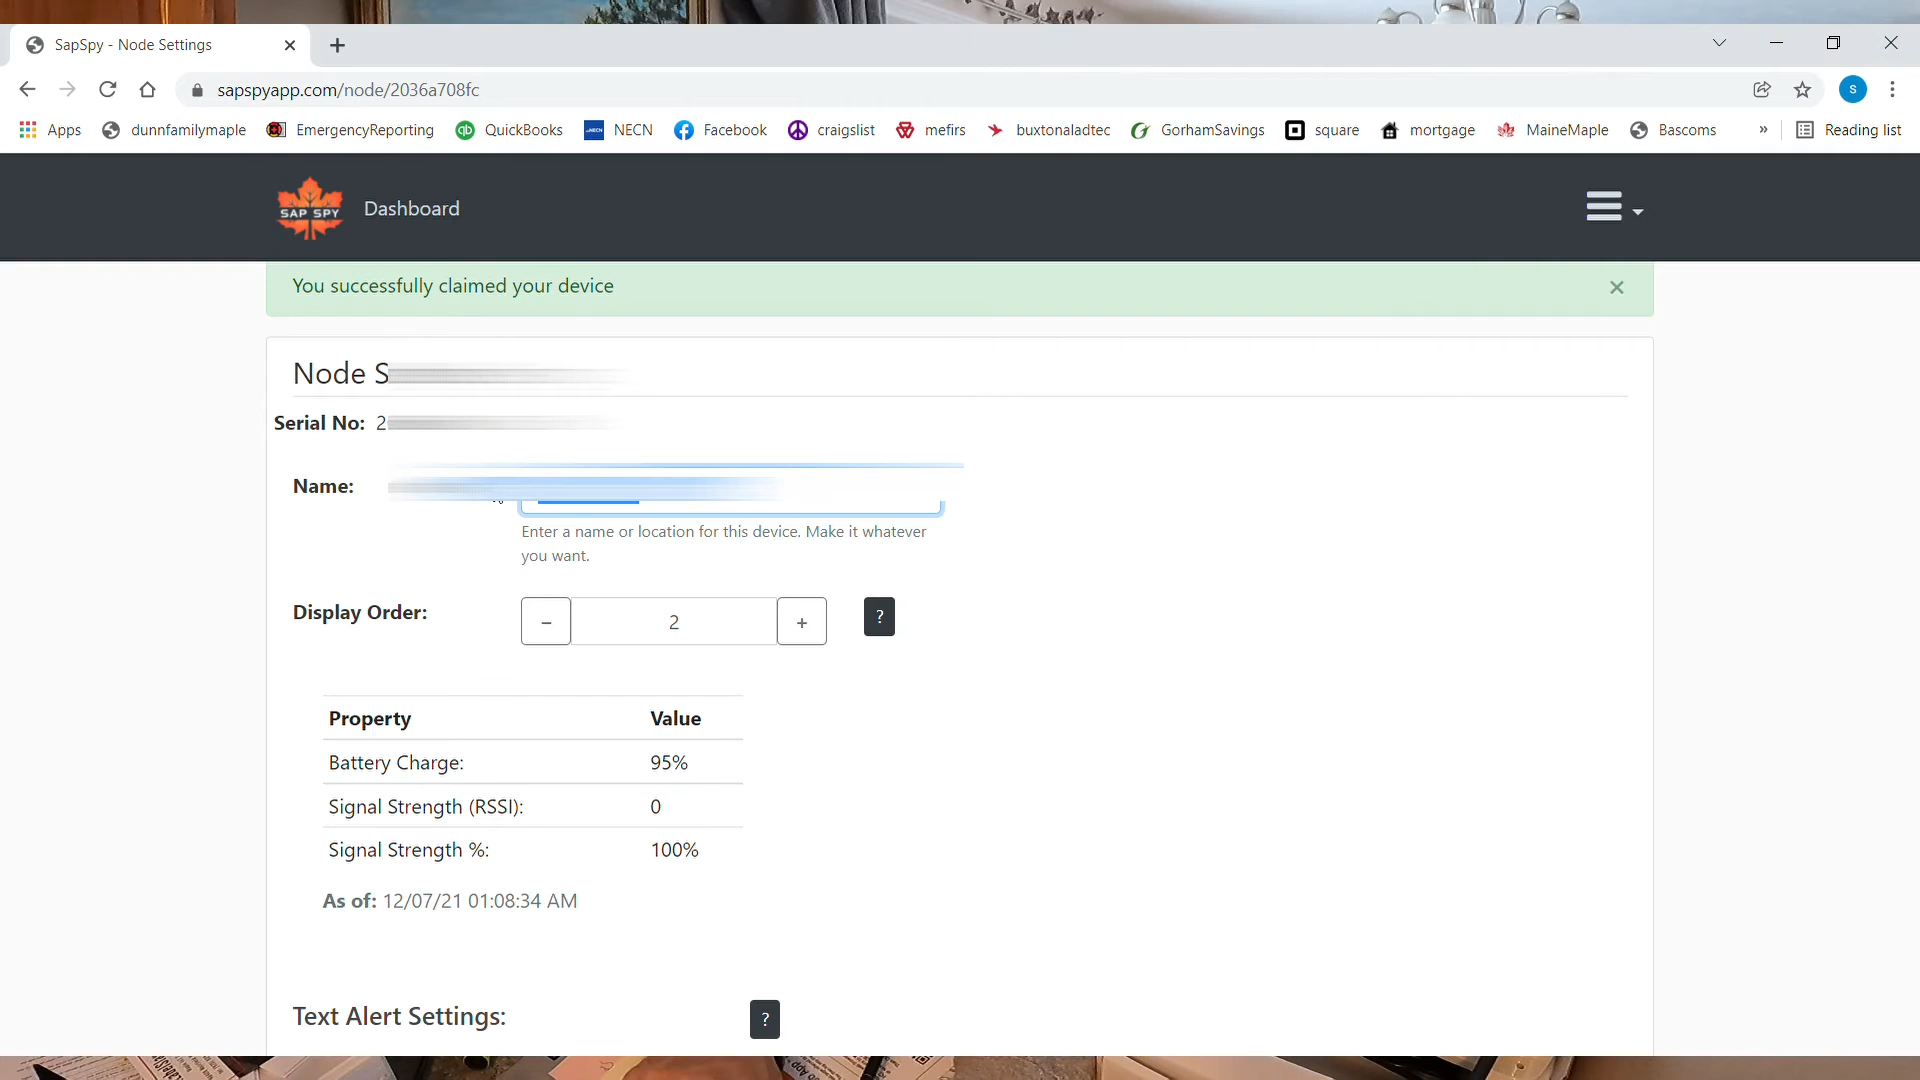 SapSpy - Node Settings
sapspyapp.com/node/2036a708fc
S
Apps dunnfamilymaple EmergencyReporting QuickBooks NECN NECN Facebook craigslist mefirs buxtonaladtec GorhamSavings square mortgage MaineMaple Bascoms » Reading list
SAP SPY Dashboard
You successfully claimed your device ×
Node S
Serial No: 2
Name:
Enter a name or location for this device. Make it whatever
you want.
Display Order: − 2 + ?
Property Value
Battery Charge: 95%
Signal Strength (RSSI): 0
Signal Strength %: 100%
As of: 12/07/21 01:08:34 AM
Text Alert Settings: ?